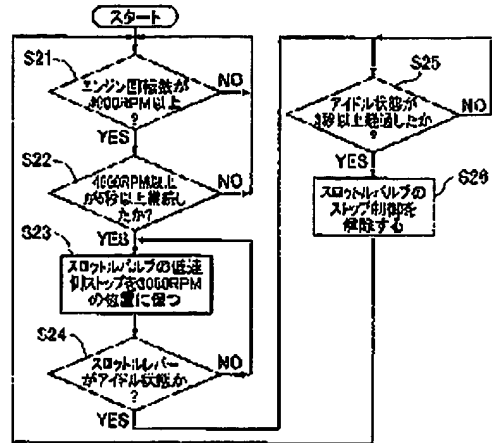 スタート
S21
エンジン回転数が
4000RPM以上
?
NO
YES
S22
4000RPM以上
が5秒以上継続し
たか?
NO
YES
S23
スロットルバルブの低速
側ストップを3000RPM
の位置に保つ
S24
スロットルレバー
がアイドル状態か
?
NO
YES
S25
アイドル状態が
3秒以上経過したか
?
NO
YES
S26
スロットルバルブの
ストップ制御を
解除する